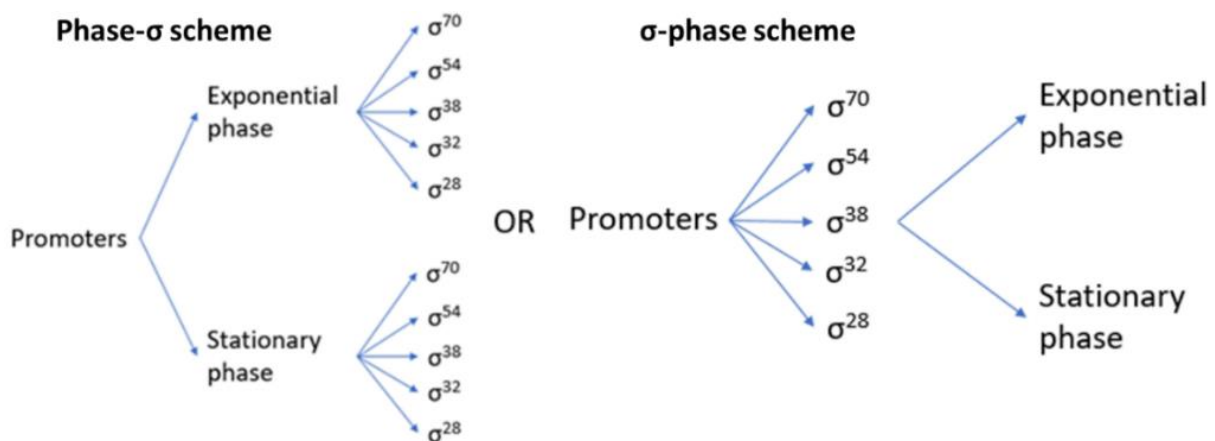 Phase-σ scheme
σ⁷⁰
σ⁵⁴
σ³⁸
σ³²
σ²⁸
Exponential
phase
Promoters
Stationary
phase
σ⁷⁰
σ⁵⁴
σ³⁸
σ³²
σ²⁸
OR
σ-phase scheme
Promoters
σ⁷⁰
σ⁵⁴
σ³⁸
σ³²
σ²⁸
Exponential
phase
Stationary
phase